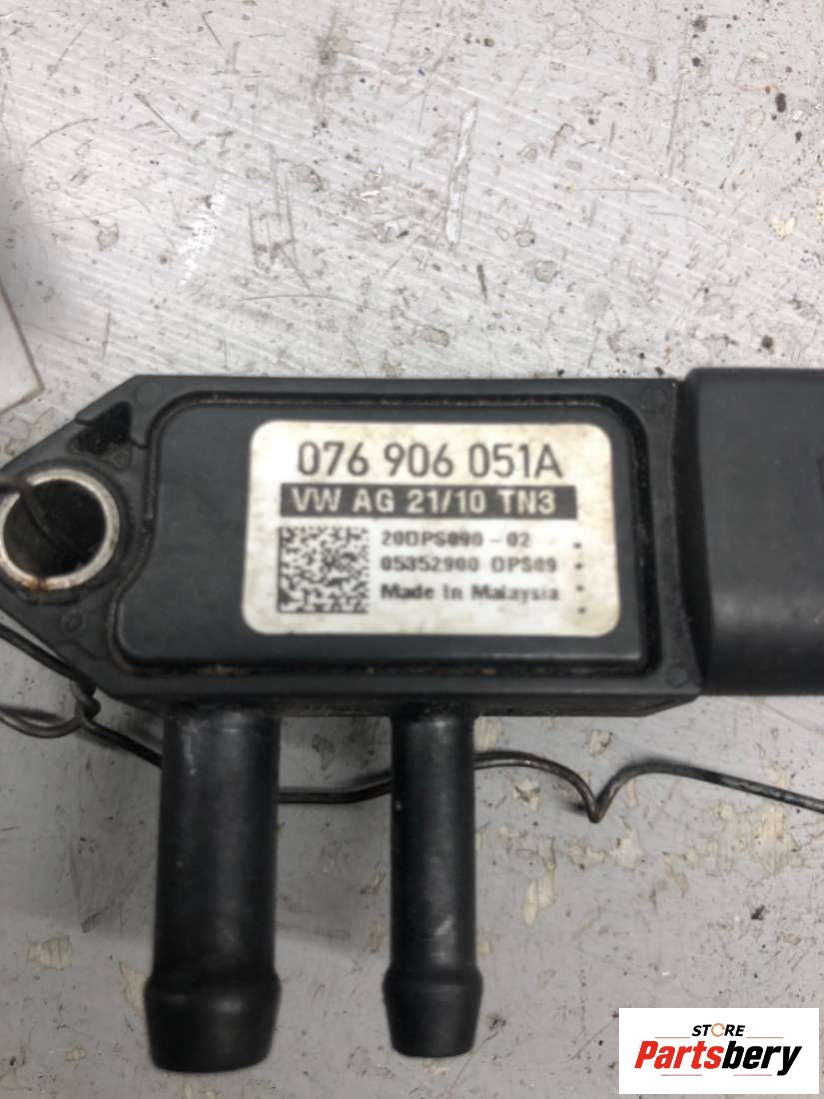 076 906 051A
VW AG 21/10 TN3
20DPS090-02
05352900 DPS09
Made In Malaysia
STORE
Partsbery